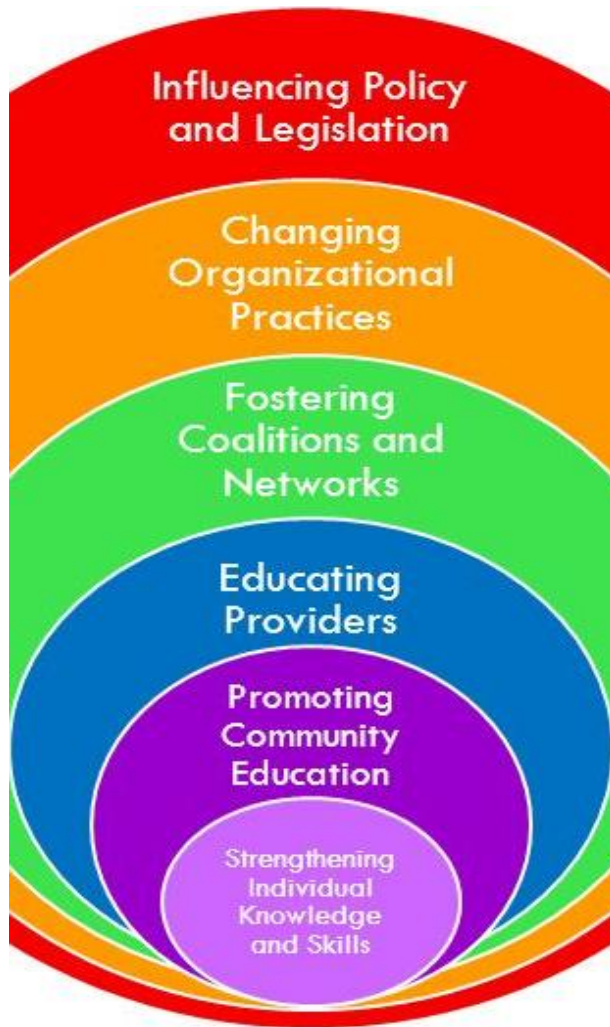 Influencing Policy
and Legislation
Changing
Organizational
Practices
Fostering
Coalitions and
Networks
Educating
Providers
Promoting
Community
Education
Strengthening
Individual
Knowledge
and Skills